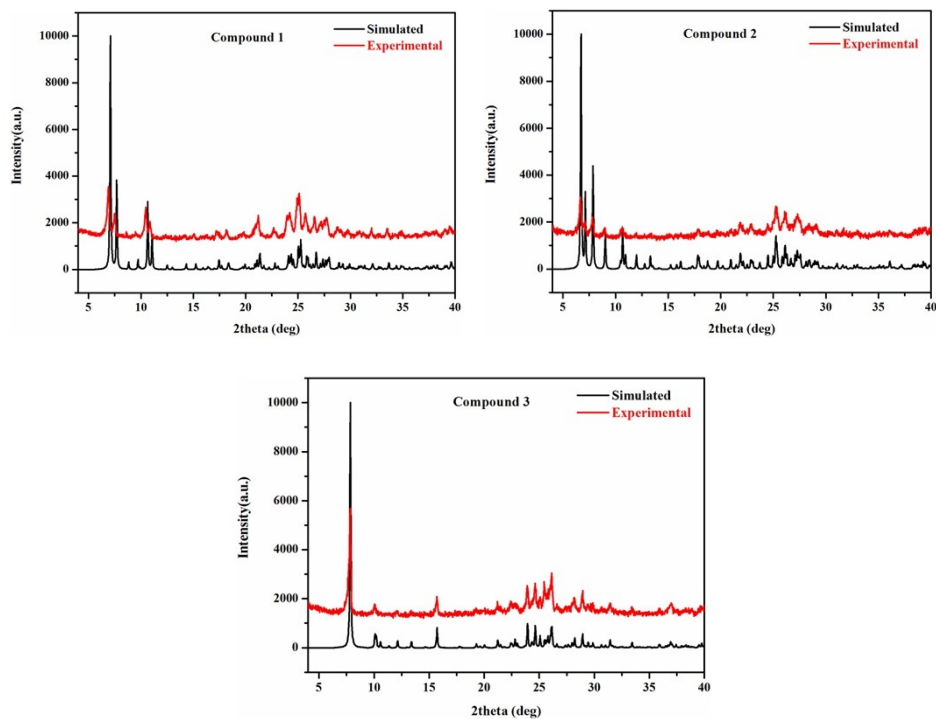 Compound 1
Simulated
Experimental
10000
8000
6000
4000
2000
0
Intensity(a.u.)
5 10 15 20 25 30 35 40
2theta (deg)
Compound 2
Simulated
Experimental
10000
8000
6000
4000
2000
0
Intensity(a.u.)
5 10 15 20 25 30 35 40
2theta (deg)
Compound 3
Simulated
Experimental
10000
8000
6000
4000
2000
0
Intensity(a.u.)
5 10 15 20 25 30 35 40
2theta (deg)